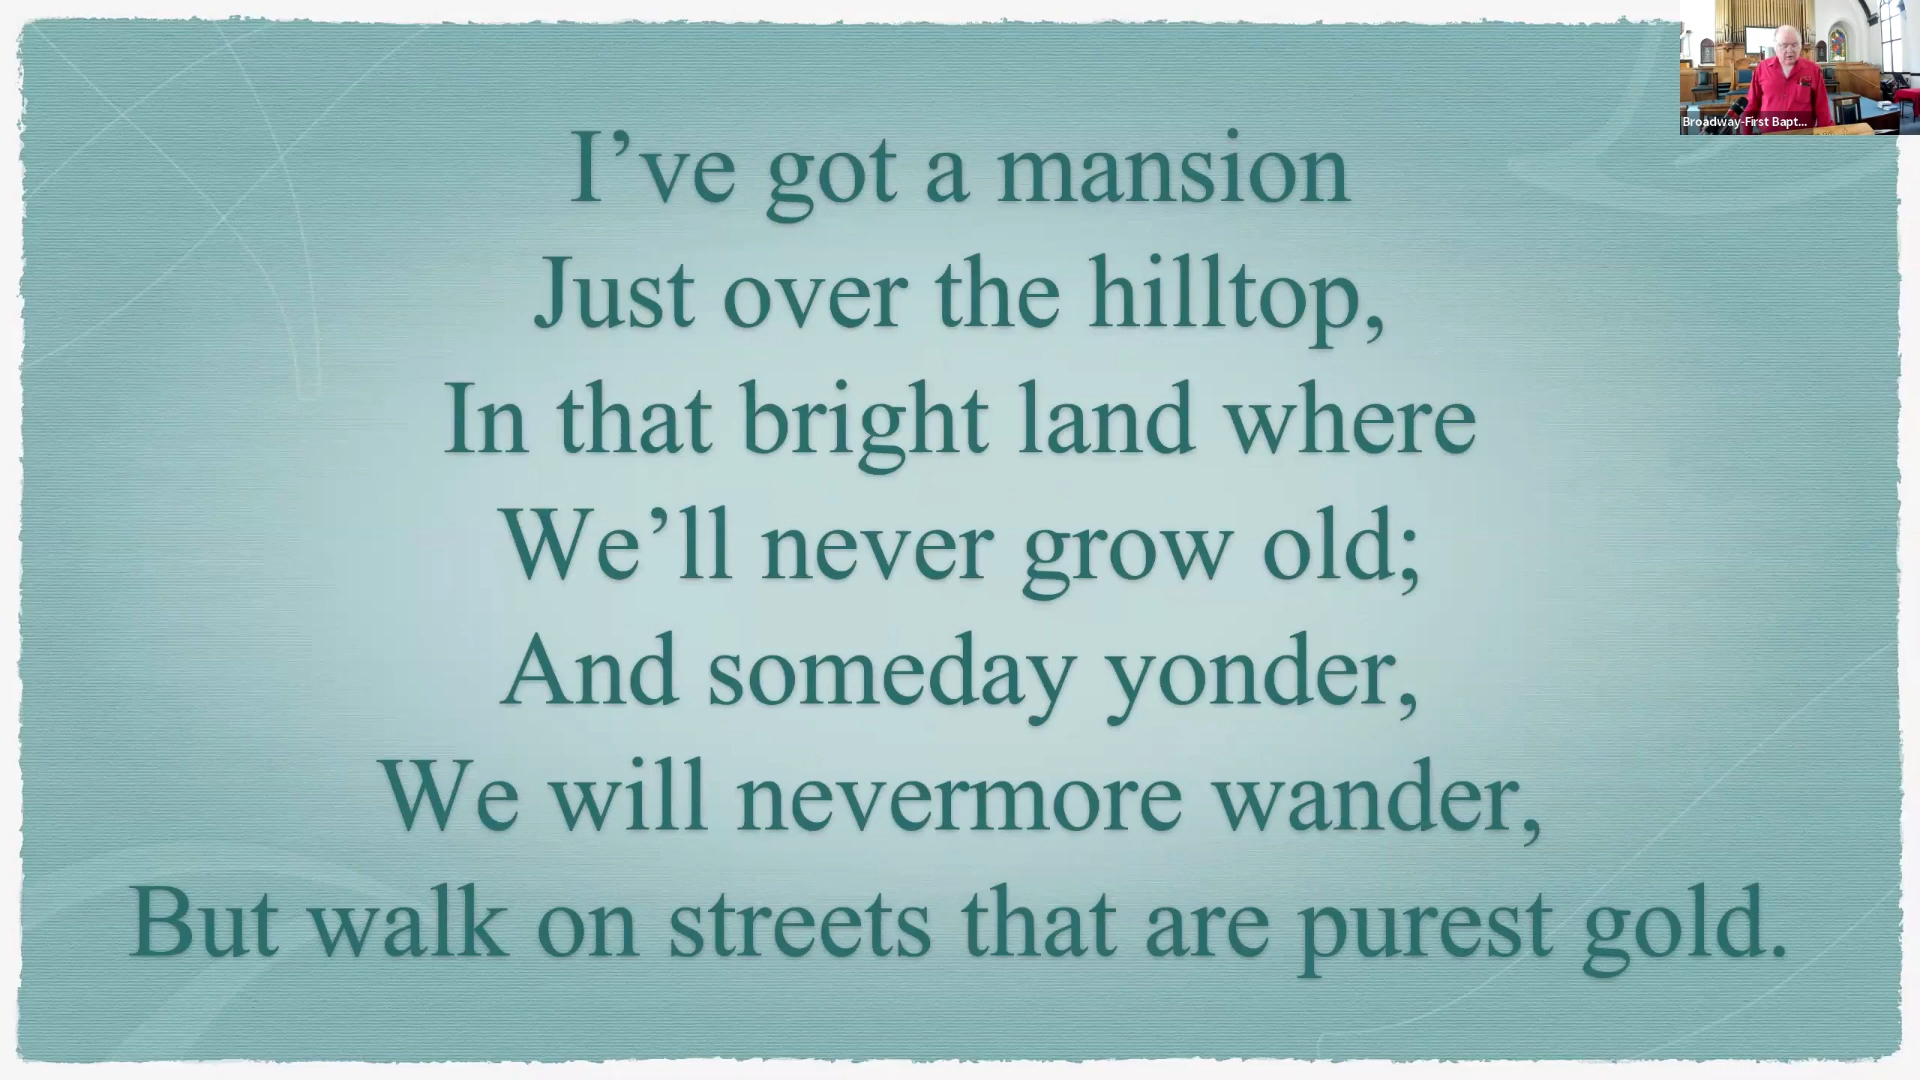 I’ve got a mansion
Just over the hilltop,
In that bright land where
We’ll never grow old;
And someday yonder,
We will nevermore wander,
But walk on streets that are purest gold.
Broadway-First Bapt...